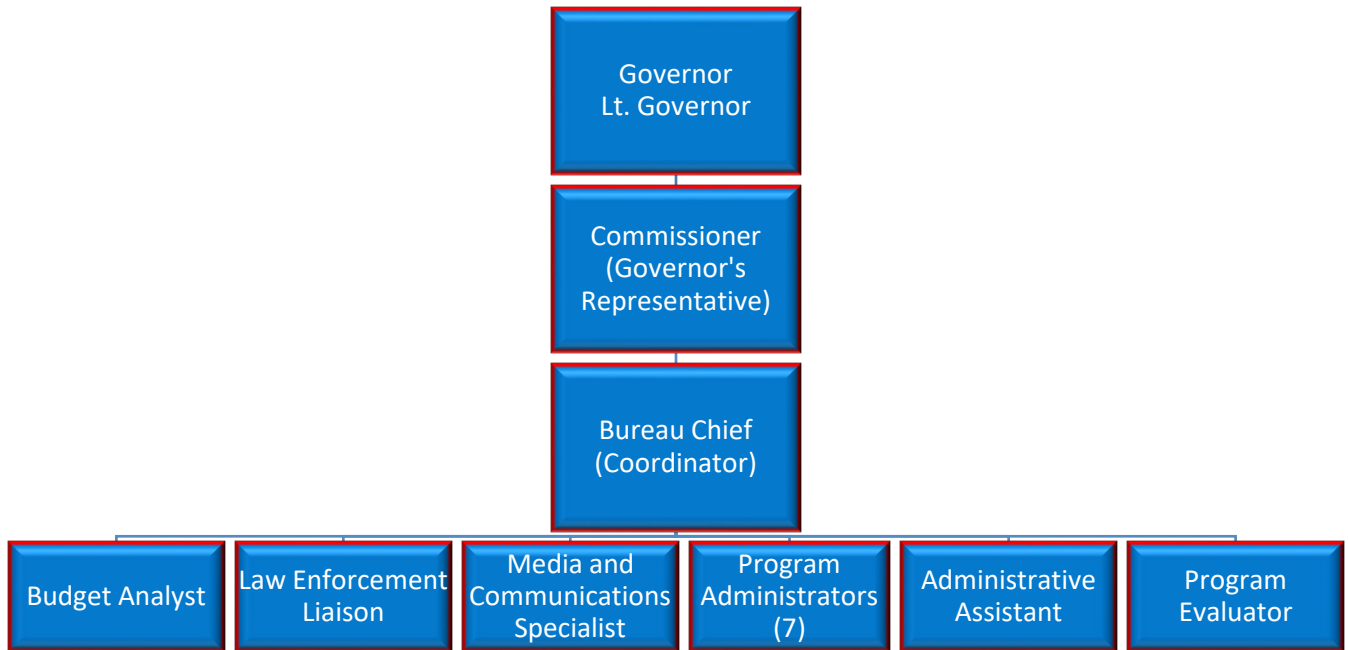 Governor
Lt. Governor
Commissioner
(Governor's
Representative)
Bureau Chief
(Coordinator)
Budget Analyst
Law Enforcement
Liaison
Media and
Communications
Specialist
Program
Administrators
(7)
Administrative
Assistant
Program
Evaluator